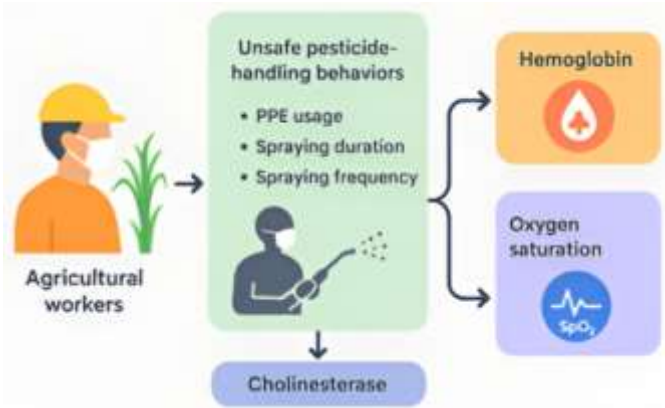 Unsafe pesticide-
handling behaviors
• PPE usage
• Spraying duration
• Spraying frequency
Agricultural
workers
Cholinesterase
Hemoglobin
Oxygen
saturation
SpO₂